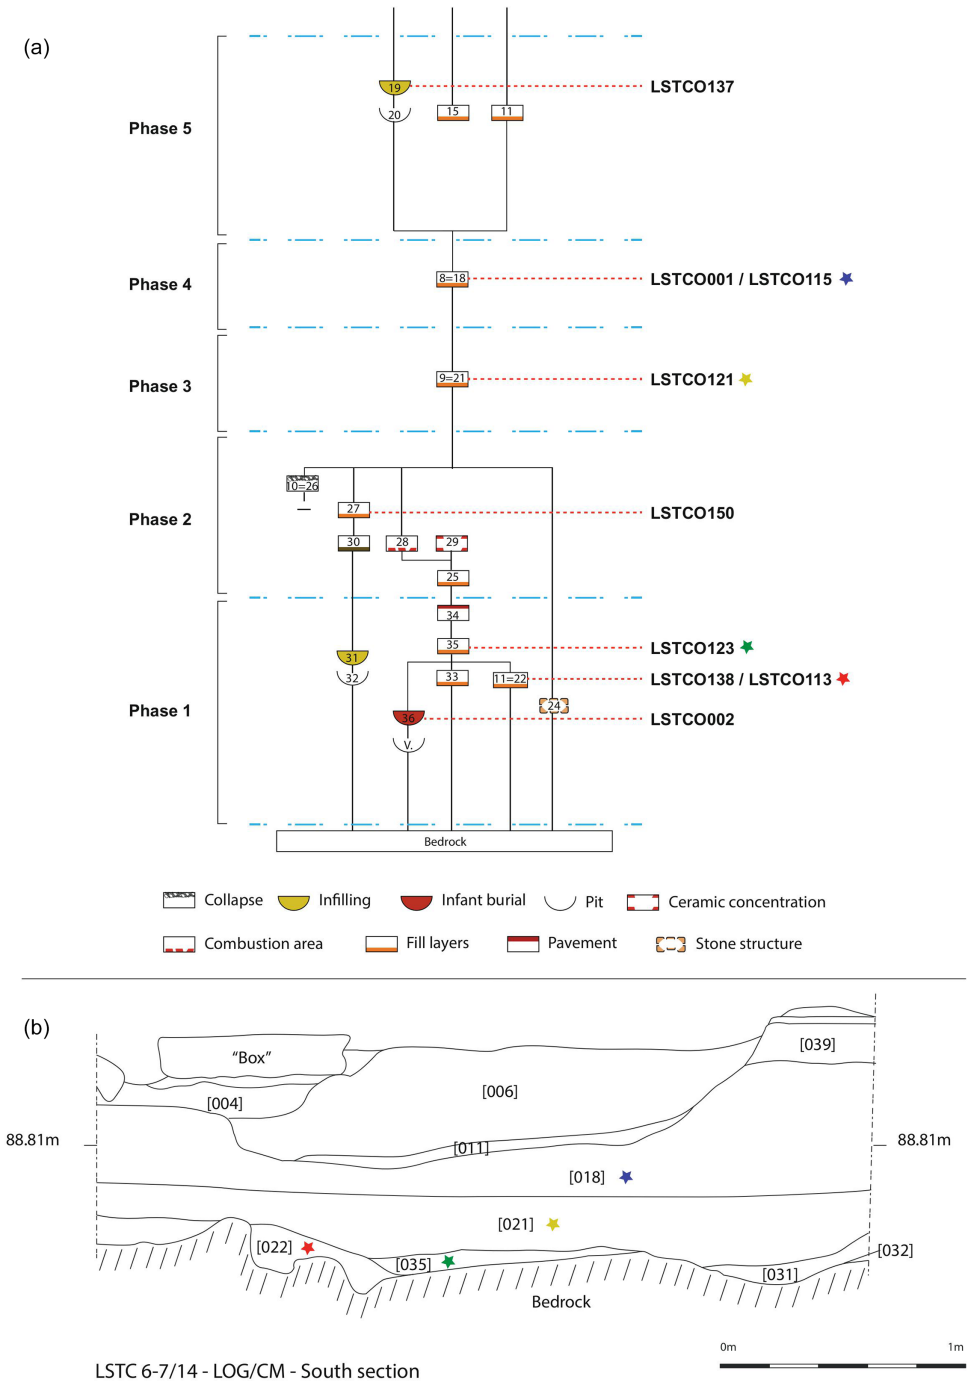 (a)
19
LSTCO137
20
15
11
Phase 5
8=18
LSTCO001 / LSTCO115
Phase 4
9=21
LSTCO121
Phase 3
10=26
27
LSTCO150
Phase 2
30
28
29
25
34
35
LSTCO123
31
32
33
11=22
LSTCO138 / LSTCO113
24
Phase 1
36
LSTCO002
V.
Bedrock
Collapse
Infilling
Infant burial
Pit
Ceramic concentration
Combustion area
Fill layers
Pavement
Stone structure
(b)
"Box"
[039]
[004]
[006]
88.81m
[011]
88.81m
[018]
[021]
[022]
[035]
[031]
[032]
Bedrock
0m
1m
LSTC 6-7/14 - LOG/CM - South section